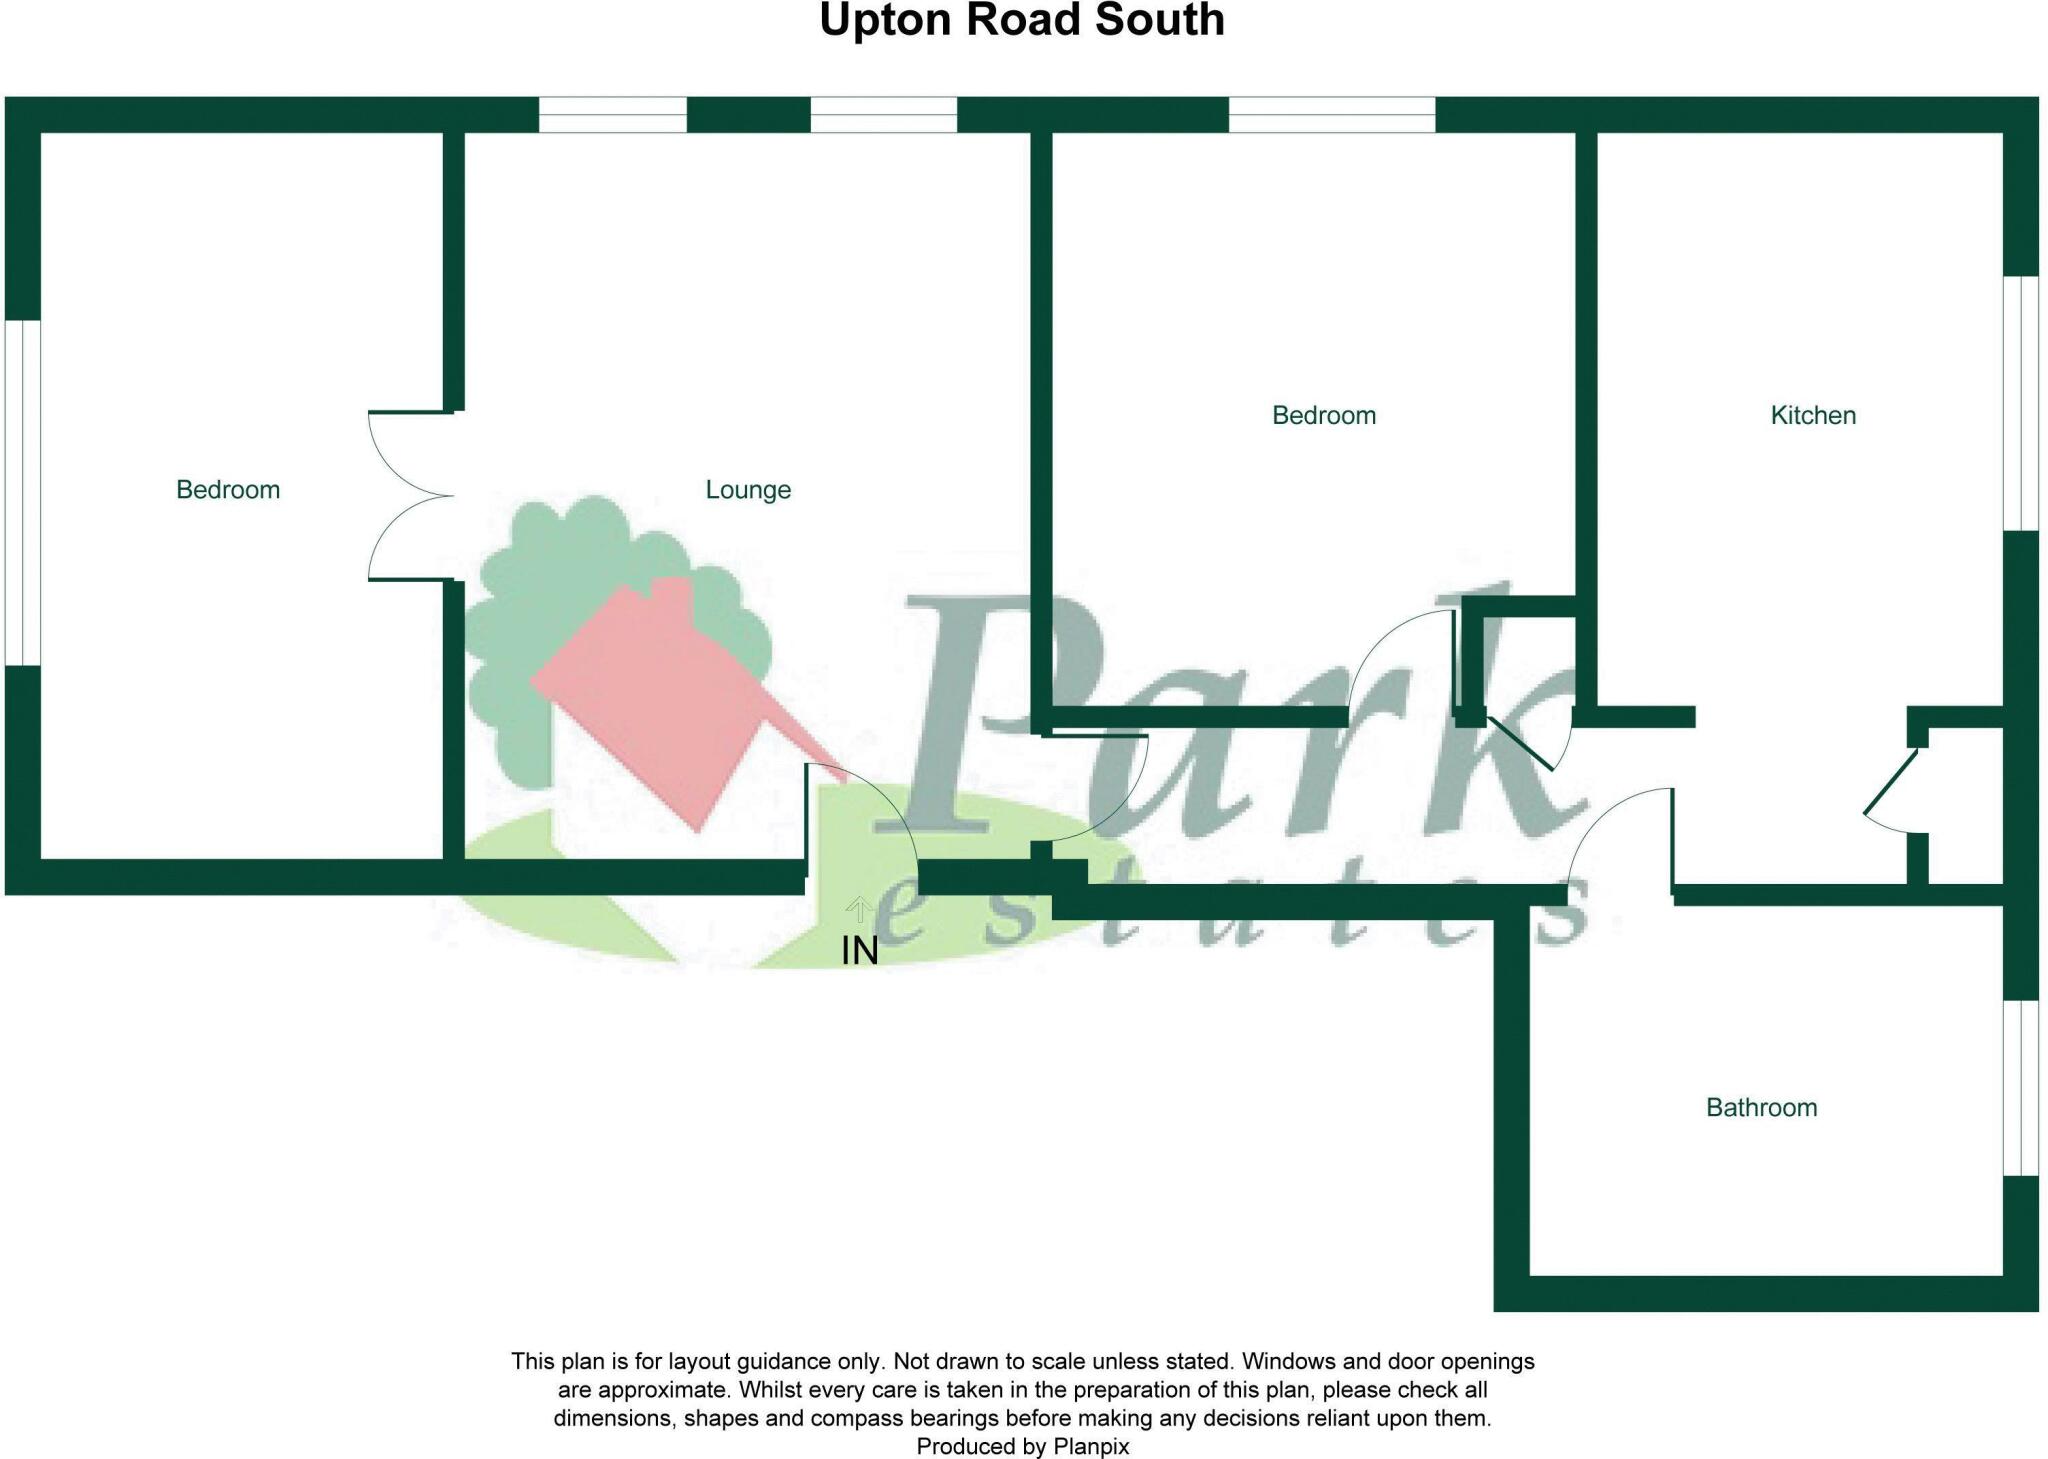 Upton Road South
Bedroom
Kitchen
Bedroom
Lounge
Park
estates
IN
Bathroom
This plan is for layout guidance only. Not drawn to scale unless stated. Windows and door openings
are approximate. Whilst every care is taken in the preparation of this plan, please check all
dimensions, shapes and compass bearings before making any decisions reliant upon them.
Produced by Planpix